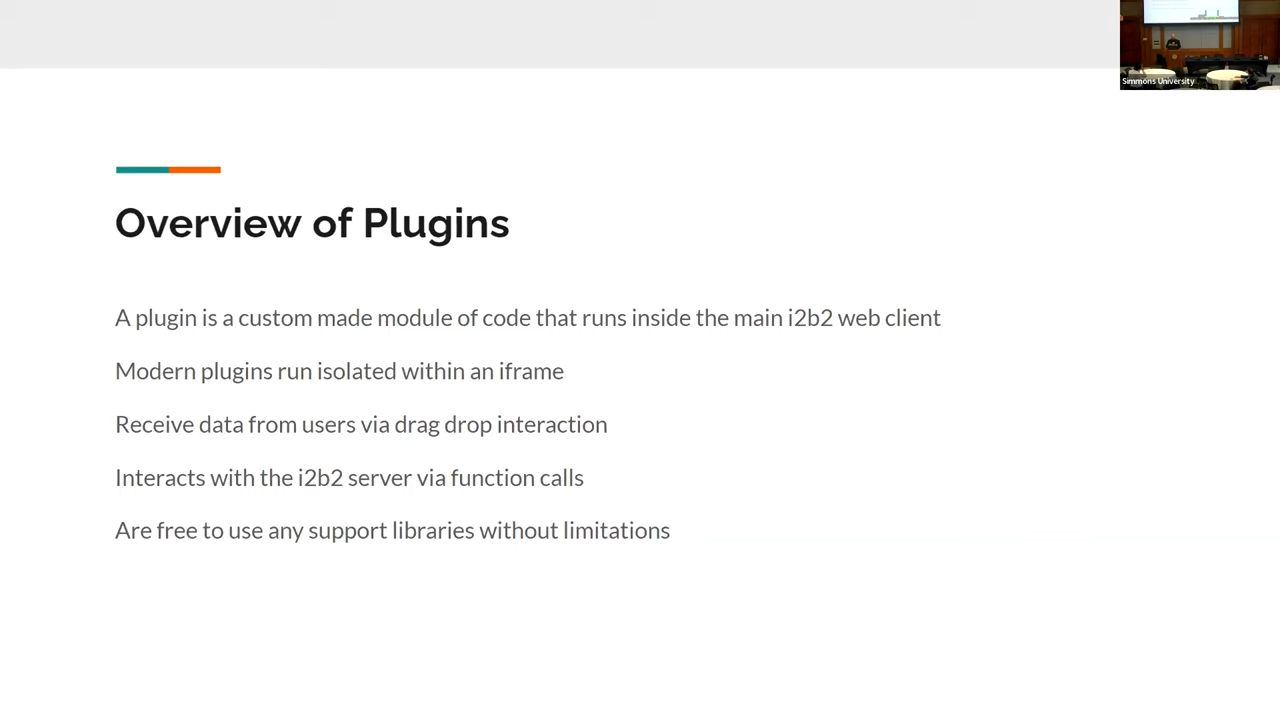 Simmons University
Overview of Plugins
A plugin is a custom made module of code that runs inside the main i2b2 web client
Modern plugins run isolated within an iframe
Receive data from users via drag drop interaction
Interacts with the i2b2 server via function calls
Are free to use any support libraries without limitations